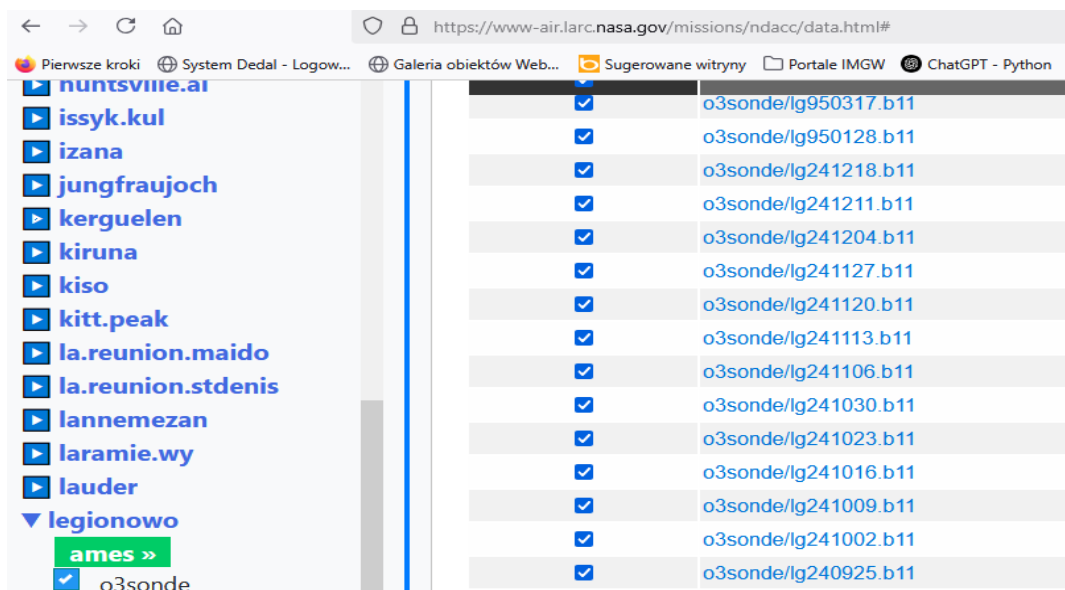 https://www-air.larc.nasa.gov/missions/ndacc/data.html#
Pierwsze kroki System Dedal - Logow... Galeria obiektów Web... Sugerowane witryny Portale IMGW ChatGPT - Python
huntsville.al
issyk.kul
izana
jungfraujoch
kerguelen
kiruna
kiso
kitt.peak
la.reunion.maido
la.reunion.stdenis
lannemezan
laramie.wy
lauder
legionowo
ames »
o3sonde
o3sonde/lg950317.b11
o3sonde/lg950128.b11
o3sonde/lg241218.b11
o3sonde/lg241211.b11
o3sonde/lg241204.b11
o3sonde/lg241127.b11
o3sonde/lg241120.b11
o3sonde/lg241113.b11
o3sonde/lg241106.b11
o3sonde/lg241030.b11
o3sonde/lg241023.b11
o3sonde/lg241016.b11
o3sonde/lg241009.b11
o3sonde/lg241002.b11
o3sonde/lg240925.b11